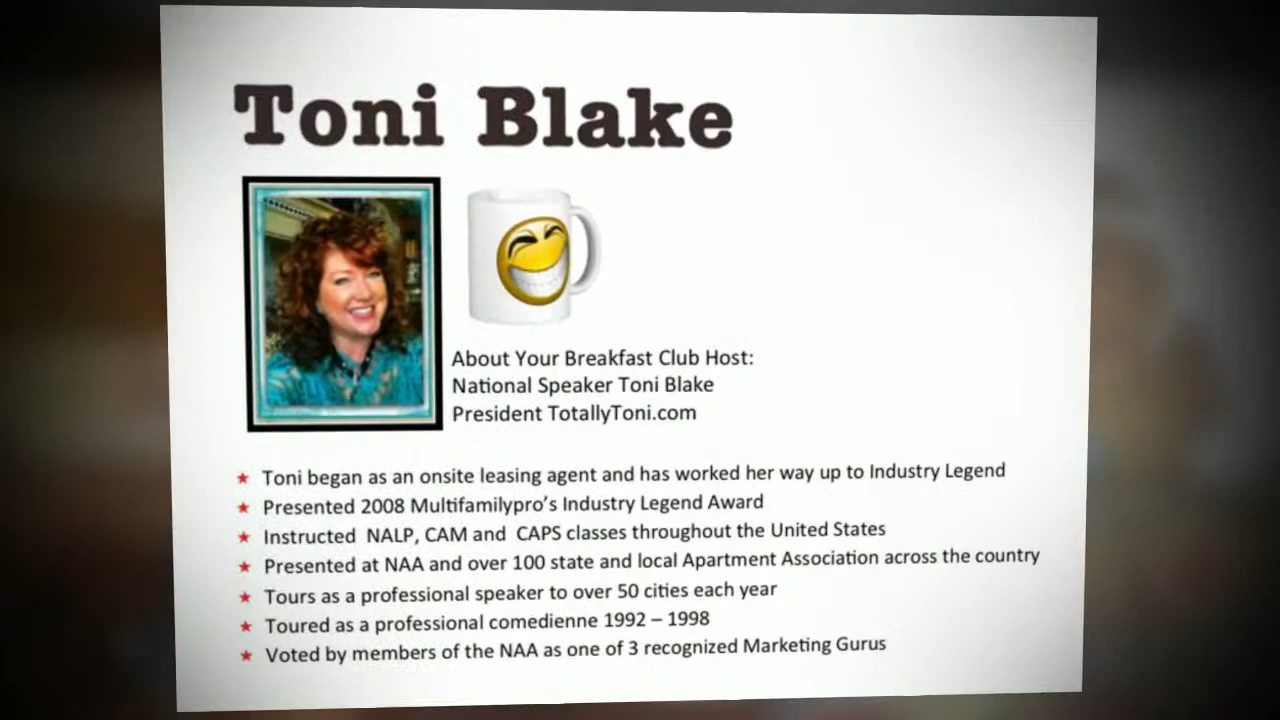 Toni Blake
About Your Breakfast Club Host:
National Speaker Toni Blake
President TotallyToni.com
Toni began as an onsite leasing agent and has worked her way up to Industry Legend
Presented 2008 Multifamilypro's Industry Legend Award
Instructed NALP, CAM and CAPS classes throughout the United States
Presented at NAA and over 100 state and local Apartment Association across the country
Tours as a professional speaker to over 50 cities each year
Toured as a professional comedienne 1992 – 1998
Voted by members of the NAA as one of 3 recognized Marketing Gurus